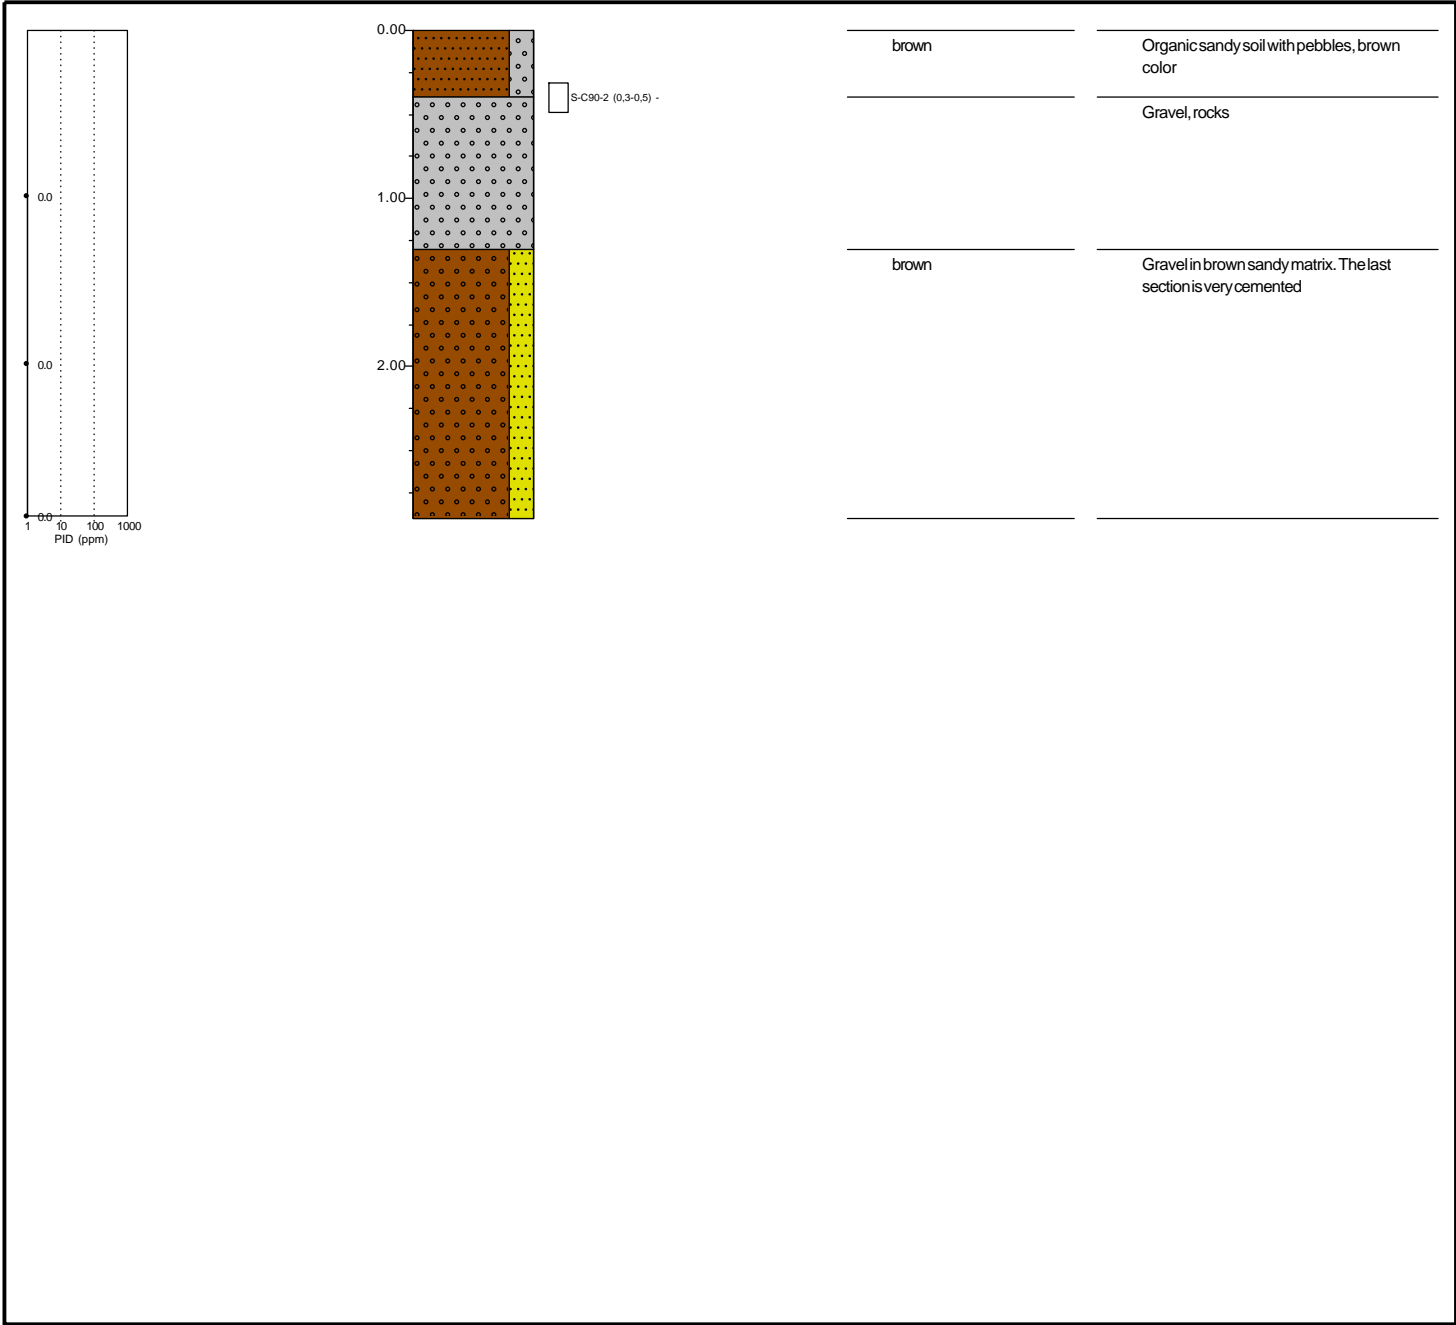 0.00
brown
Organic sandy soil with pebbles, brown
color
S-C90-2 (0,3-0,5) -
Gravel, rocks
0.0
1.00
brown
Gravel in brown sandy matrix. The last
section is very cemented
0.0
2.00
0.0
1 10 100 1000
PID (ppm)